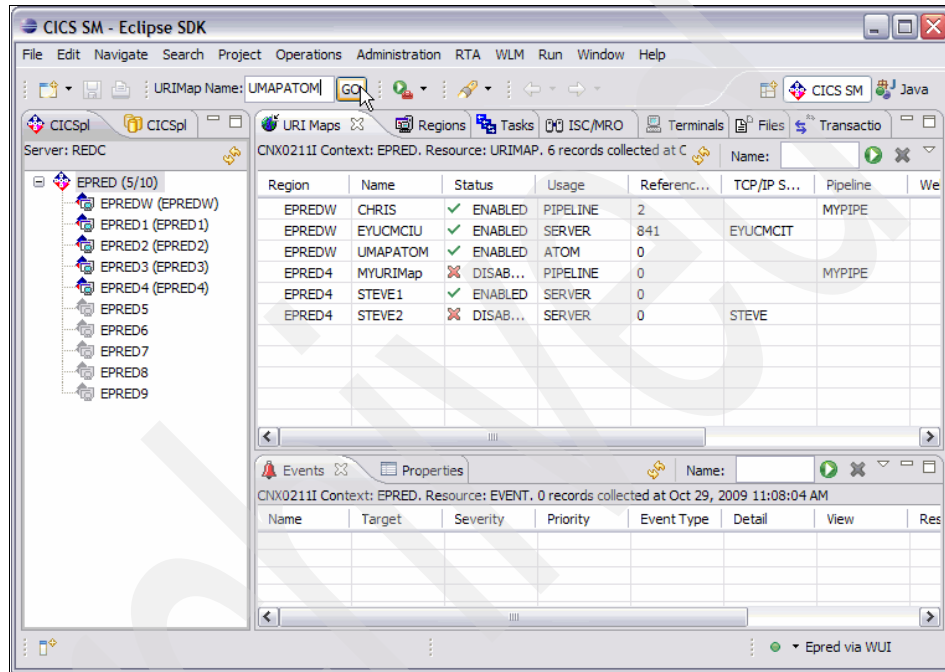 CICS SM - Eclipse SDK
File Edit Navigate Search Project Operations Administration RTA WLM Run Window Help
URIMap Name: UMAPATOM GO CICS SM Java
CICSpl CICSpl URI Maps Regions Tasks ISC/MRO Terminals Files Transactio
Server: REDC
CNX0211I Context: EPRED. Resource: URIMAP. 6 records collected at Name:
EPRED (5/10)
EPREDW (EPREDW)
EPRED1 (EPRED1)
EPRED2 (EPRED2)
EPRED3 (EPRED3)
EPRED4 (EPRED4)
EPRED5
EPRED6
EPRED7
EPRED8
EPRED9
Region Name Status Usage Referenc... TCP/IP S... Pipeline We
EPREDW CHRIS ENABLED PIPELINE 2 MYPIPE
EPREDW EYUCMCIU ENABLED SERVER 841 EYUCMCIT
EPREDW UMAPATOM ENABLED ATOM 0
EPRED4 MYURIMap DISAB... PIPELINE 0 MYPIPE
EPRED4 STEVE1 ENABLED SERVER 0
EPRED4 STEVE2 DISAB... SERVER 0 STEVE
Events Properties Name:
CNX0211I Context: EPRED. Resource: EVENT. 0 records collected at Oct 29, 2009 11:08:04 AM
Name Target Severity Priority Event Type Detail View Res
Epred via WUI